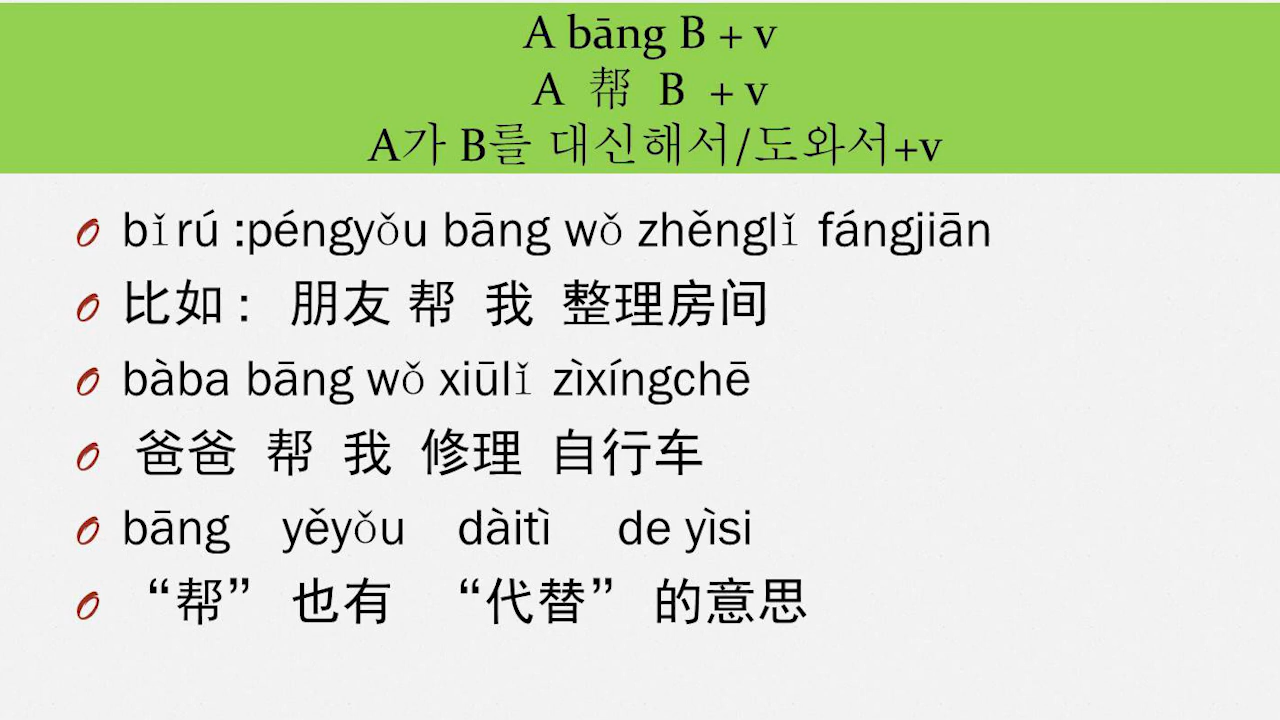 A bāng B + v
A 帮 B + v
A가 B를 대신해서/도와서+v
bǐrú :péngyǒu bāng wǒ zhěnglǐ fángjiān
比如： 朋友 帮 我 整理房间
bàba bāng wǒ xiūlǐ zìxíngchē
爸爸 帮 我 修理 自行车
bāng yěyǒu dàitì de yìsi
“帮” 也有 “代替” 的意思